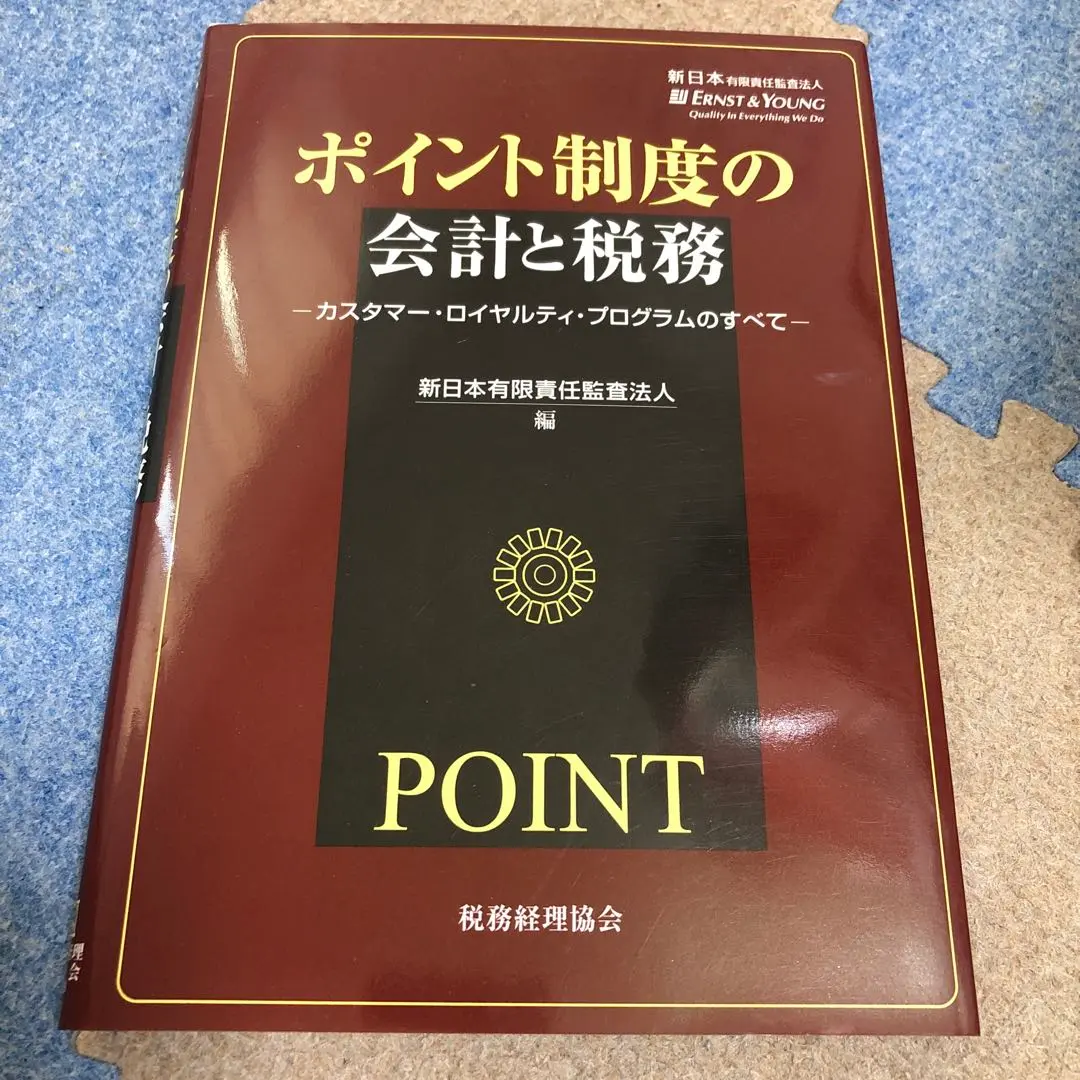 新日本有限責任監査法人
ERNST & YOUNG
Quality In Everything We Do
ポイント制度の
会計と税務
―カスタマー・ロイヤルティ・プログラムのすべて―
新日本有限責任監査法人
編
POINT
税務経理協会
理
会